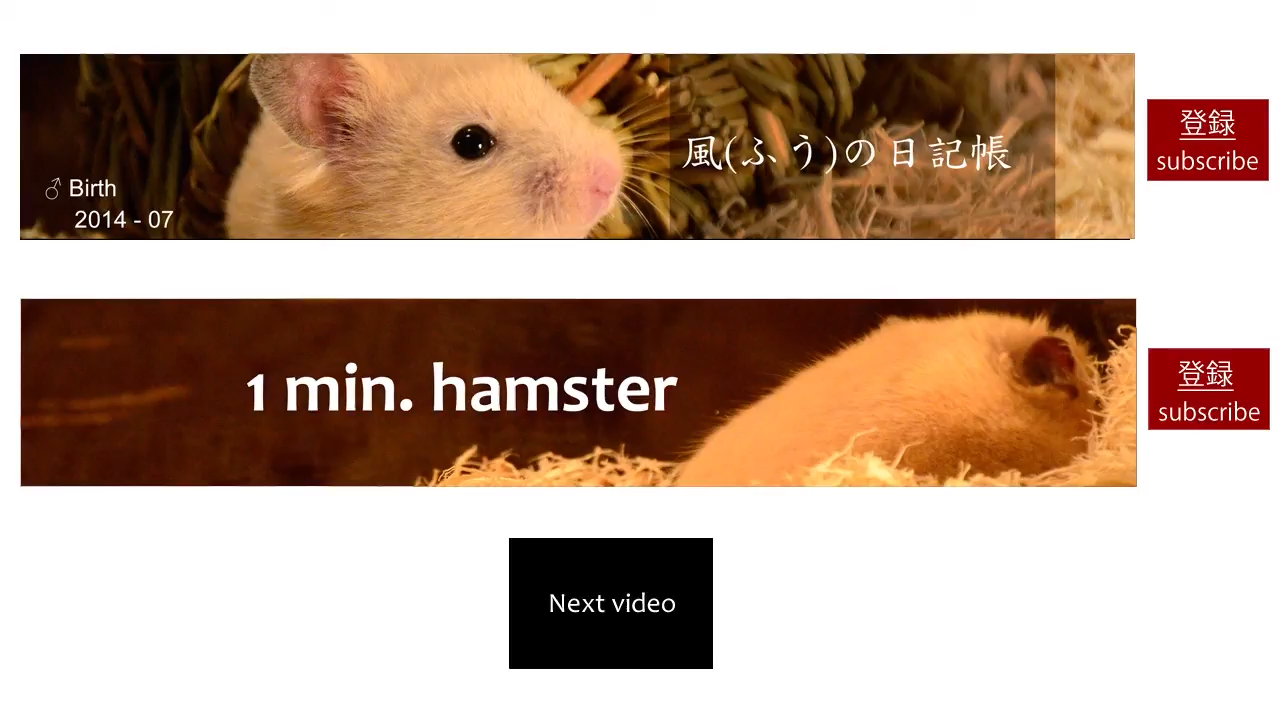 ♂ Birth
2014 - 07
風(ふう)の日記帳
登録
subscribe
1 min. hamster
登録
subscribe
Next video